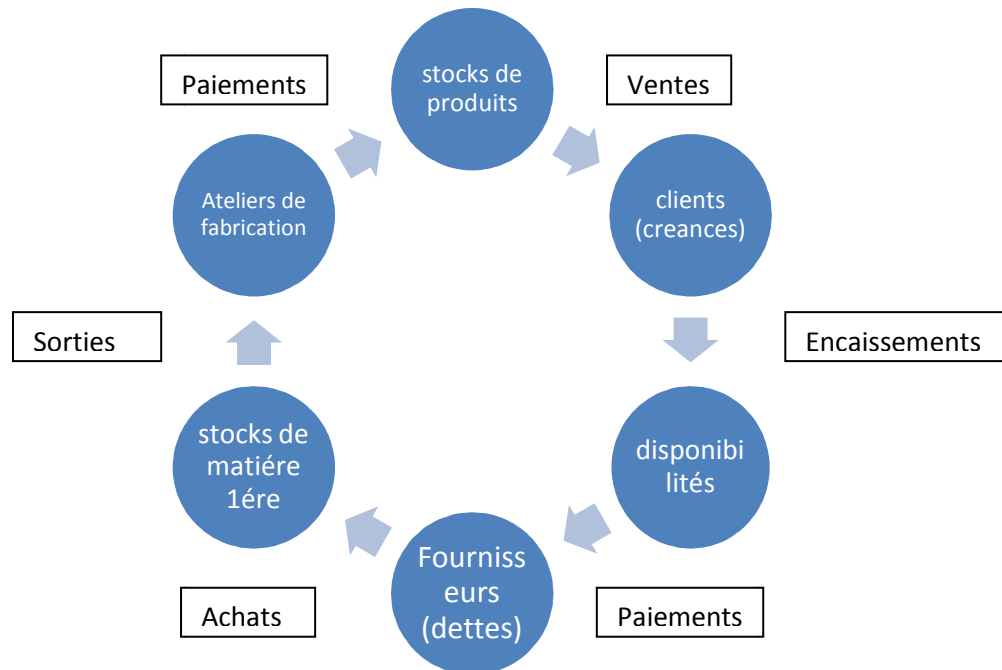 stocks de
produits
Paiements
Ventes
Ateliers de
fabrication
clients
(creances)
Sorties
Encaissements
stocks de
matiére
1ére
disponibi
lités
Fourniss
eurs
(dettes)
Achats
Paiements